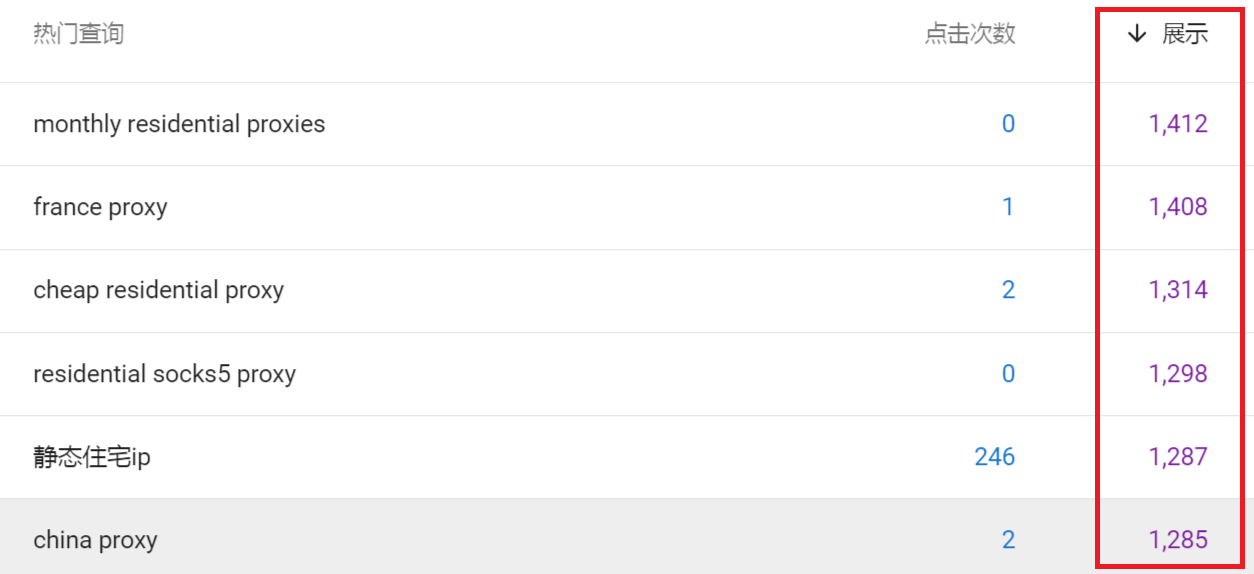 热门查询 点击次数 ↓ 展示
monthly residential proxies 0 1,412
france proxy 1 1,408
cheap residential proxy 2 1,314
residential socks5 proxy 0 1,298
静态住宅ip 246 1,287
china proxy 2 1,285